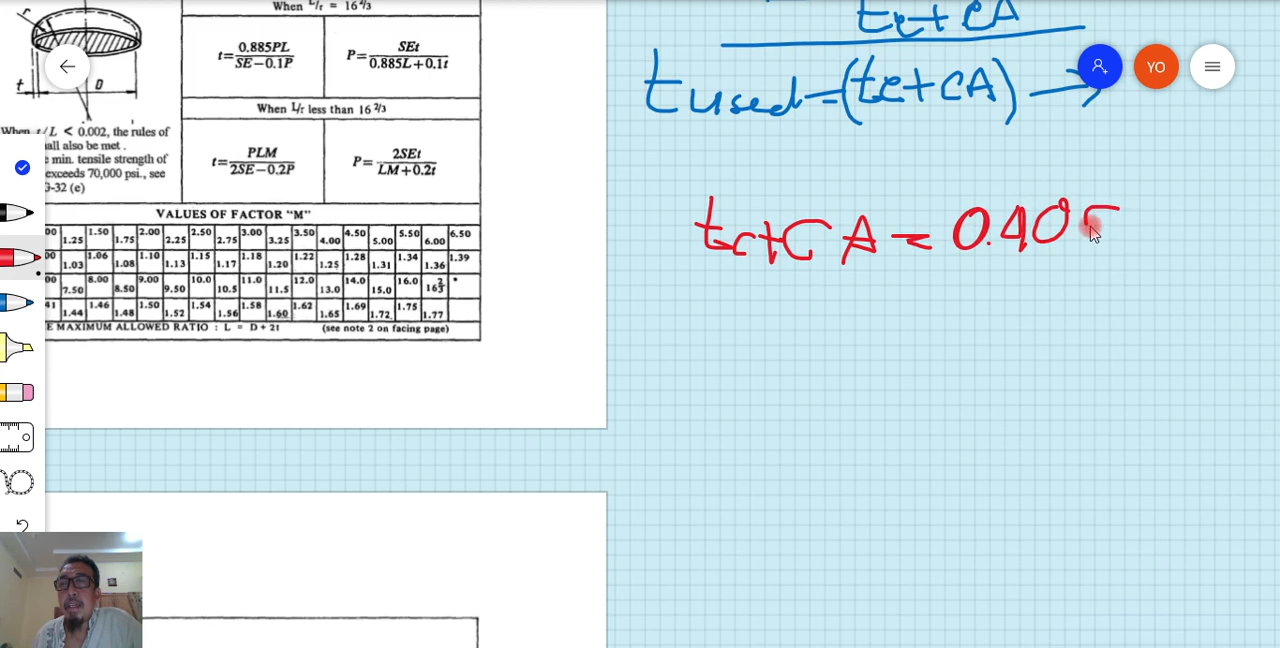 When L/r = 16 2/3
r
t= 0.885PL / SE−0.1P
P= SEt / 0.885L+0.1t
t
D
When L/r less than 16 2/3
When r/L < 0.002, the rules of
all also be met .
min. tensile strength of
exceeds 70,000 psi., see
-32 (e)
t= PLM / 2SE−0.2P
P= 2SEt / LM+0.2t
VALUES OF FACTOR "M"
00 1.25 1.50 1.75 2.00 2.25 2.50 2.75 3.00 3.25 3.50 4.00 4.50 5.00 5.50 6.00 6.50
00 1.03 1.06 1.08 1.10 1.13 1.15 1.17 1.18 1.20 1.22 1.25 1.28 1.31 1.34 1.36 1.39
00 7.50 8.00 8.50 9.00 9.50 10.0 10.5 11.0 11.5 12.0 13.0 14.0 15.0 16.0 16 2/3 *
41 1.44 1.46 1.48 1.50 1.52 1.54 1.56 1.58 1.60 1.62 1.65 1.69 1.72 1.75 1.77
E MAXIMUM ALLOWED RATIO : L = D + 2t (see note 2 on facing page)
tc+CA
t used=(tc+CA)→
YO
tc+CA = 0.405